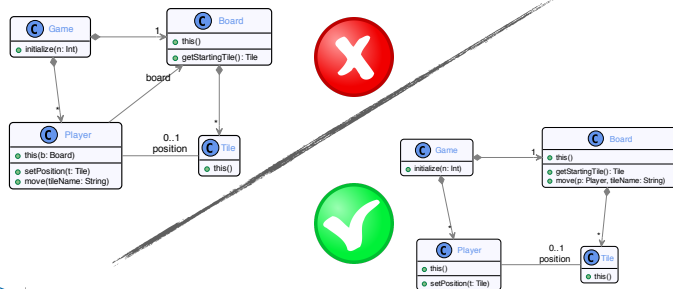 C Game
initialize(n: Int)
1
C Board
this()
getStartingTile(): Tile
board
*
*
C Player
this(b: Board)
setPosition(t: Tile)
move(tileName: String)
0..1
position
C Tile
this()
C Game
initialize(n: Int)
1
C Board
this()
getStartingTile(): Tile
move(p: Player, tileName: String)
*
*
C Player
this()
setPosition(t: Tile)
0..1
position
C Tile
this()